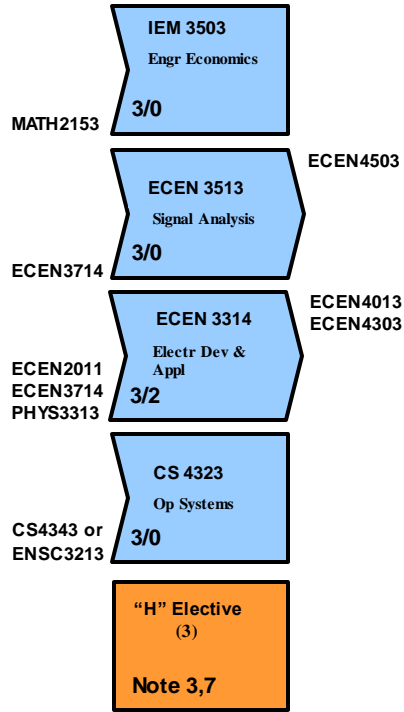 IEM 3503
Engr Economics
3/0
MATH2153
ECEN4503
ECEN 3513
Signal Analysis
3/0
ECEN3714
ECEN4013
ECEN4303
ECEN 3314
Electr Dev &
Appl
3/2
ECEN2011
ECEN3714
PHYS3313
CS 4323
Op Systems
3/0
CS4343 or
ENSC3213
“H” Elective
(3)
Note 3,7